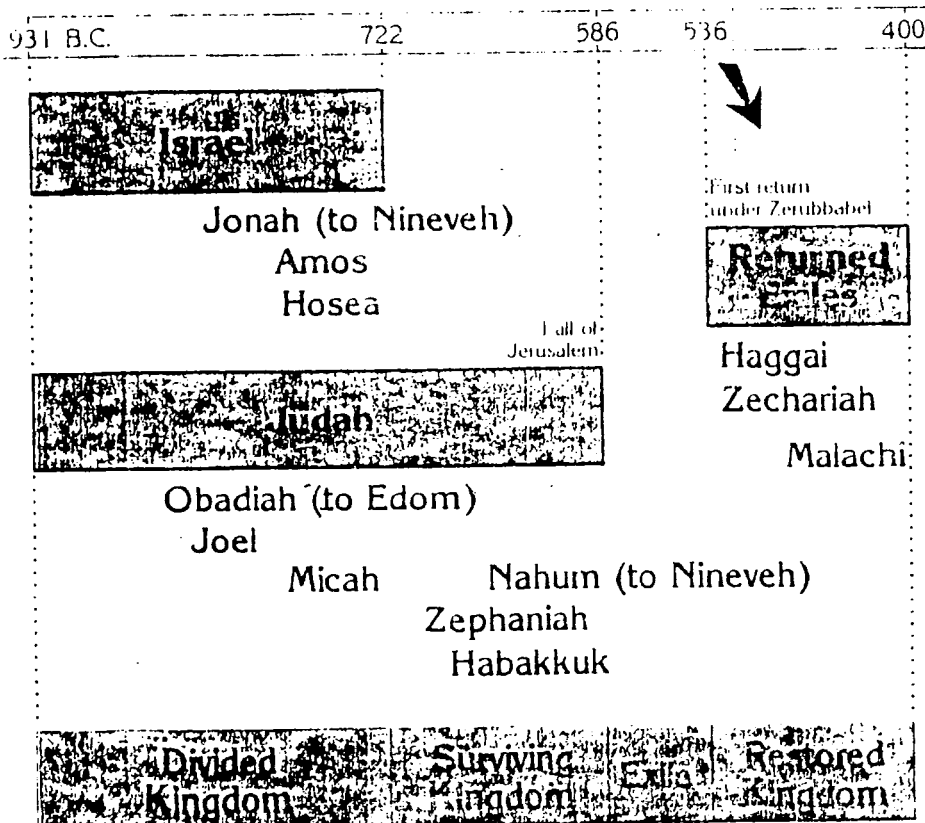 931 B.C. 722 586 536 400
Israel
Jonah (to Nineveh)
Amos
Hosea
First return
under Zerubbabel
Returned
Exiles
Fall of
Jerusalem
Haggai
Zechariah
Malachi
Judah
Obadiah (to Edom)
Joel
Micah Nahum (to Nineveh)
Zephaniah
Habakkuk
Divided Surviving Exile Restored
Kingdom Kingdom Kingdom